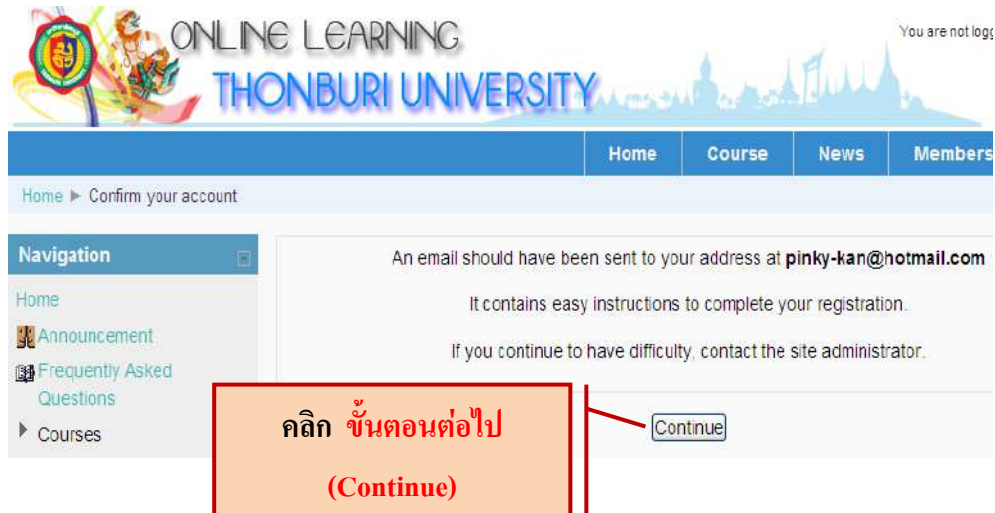 ONLINE LEARNING
You are not logg
THONBURI UNIVERSITY
Home Course News Members
Home ► Confirm your account
Navigation
An email should have been sent to your address at pinky-kan@hotmail.com
Home
It contains easy instructions to complete your registration.
Announcement
If you continue to have difficulty, contact the site administrator.
Frequently Asked
Questions
Courses
คลิก ขั้นตอนต่อไป
(Continue)
Continue